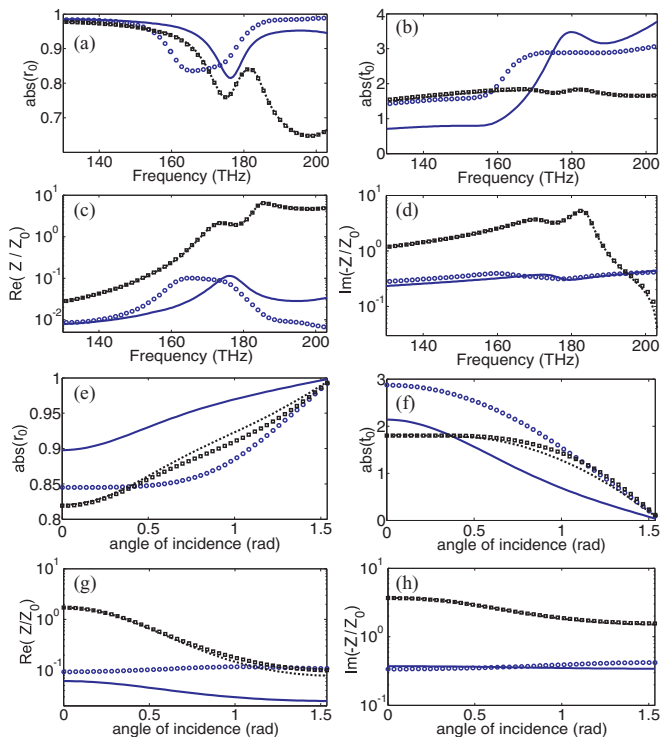 (a)
abs(r0)
1
0.9
0.8
0.7
140 160 180 200
Frequency (THz)
(b)
abs(t0)
4
3
2
1
0
140 160 180 200
Frequency (THz)
(c)
Re( Z / Z0)
10^1
10^0
10^-1
10^-2
140 160 180 200
Frequency (THz)
(d)
Im(-Z/Z0)
10^1
10^0
10^-1
140 160 180 200
Frequency (THz)
(e)
abs(r0)
1
0.95
0.9
0.85
0.8
0 0.5 1 1.5
angle of incidence (rad)
(f)
abs(t0)
3
2
1
0
0 0.5 1 1.5
angle of incidence (rad)
(g)
Re( Z/Z0)
10^1
10^0
10^-1
0 0.5 1 1.5
angle of incidence (rad)
(h)
Im(-Z/Z0)
10^1
10^0
10^-1
0 0.5 1 1.5
angle of incidence (rad)